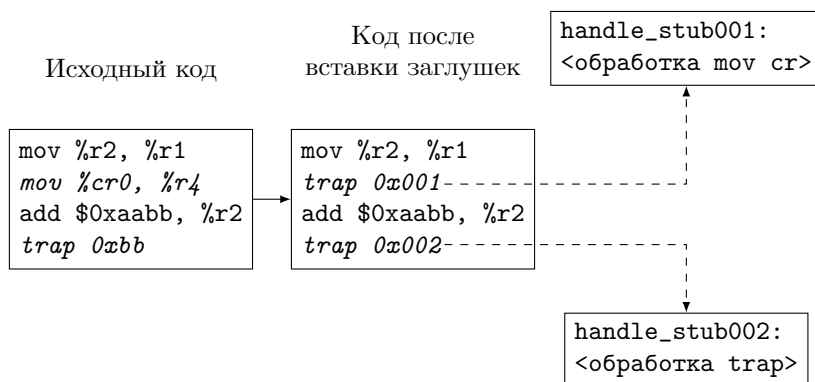 Исходный код
Код после
вставки заглушек
handle_stub001:
<обработка mov cr>
mov %r2, %r1
mov %cr0, %r4
add $0xaabb, %r2
trap 0xbb
mov %r2, %r1
trap 0x001
add $0xaabb, %r2
trap 0x002
handle_stub002:
<обработка trap>